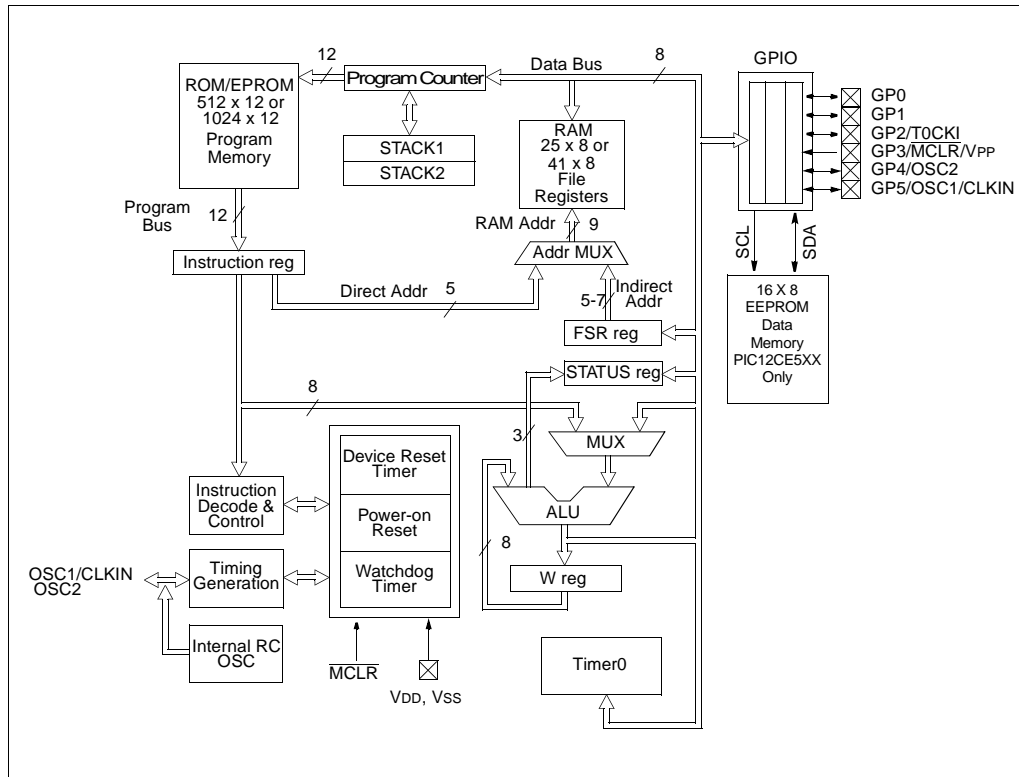 12
Data Bus
8
GPIO
ROM/EPROM
512 x 12 or
1024 x 12
Program
Memory
Program Counter
STACK1
STACK2
RAM
25 x 8 or
41 x 8
File
Registers
GP0
GP1
GP2/T0CKI
GP3/MCLR/VPP
GP4/OSC2
GP5/OSC1/CLKIN
Program
Bus
12
RAM Addr
9
SCL
SDA
Instruction reg
Addr MUX
Direct Addr
5
5-7
Indirect
Addr
16 X 8
EEPROM
Data
Memory
PIC12CE5XX
Only
FSR reg
STATUS reg
8
3
MUX
Device Reset
Timer
Instruction
Decode &
Control
Power-on
Reset
ALU
8
OSC1/CLKIN
OSC2
Timing
Generation
Watchdog
Timer
W reg
Internal RC
OSC
MCLR
VDD, VSS
Timer0